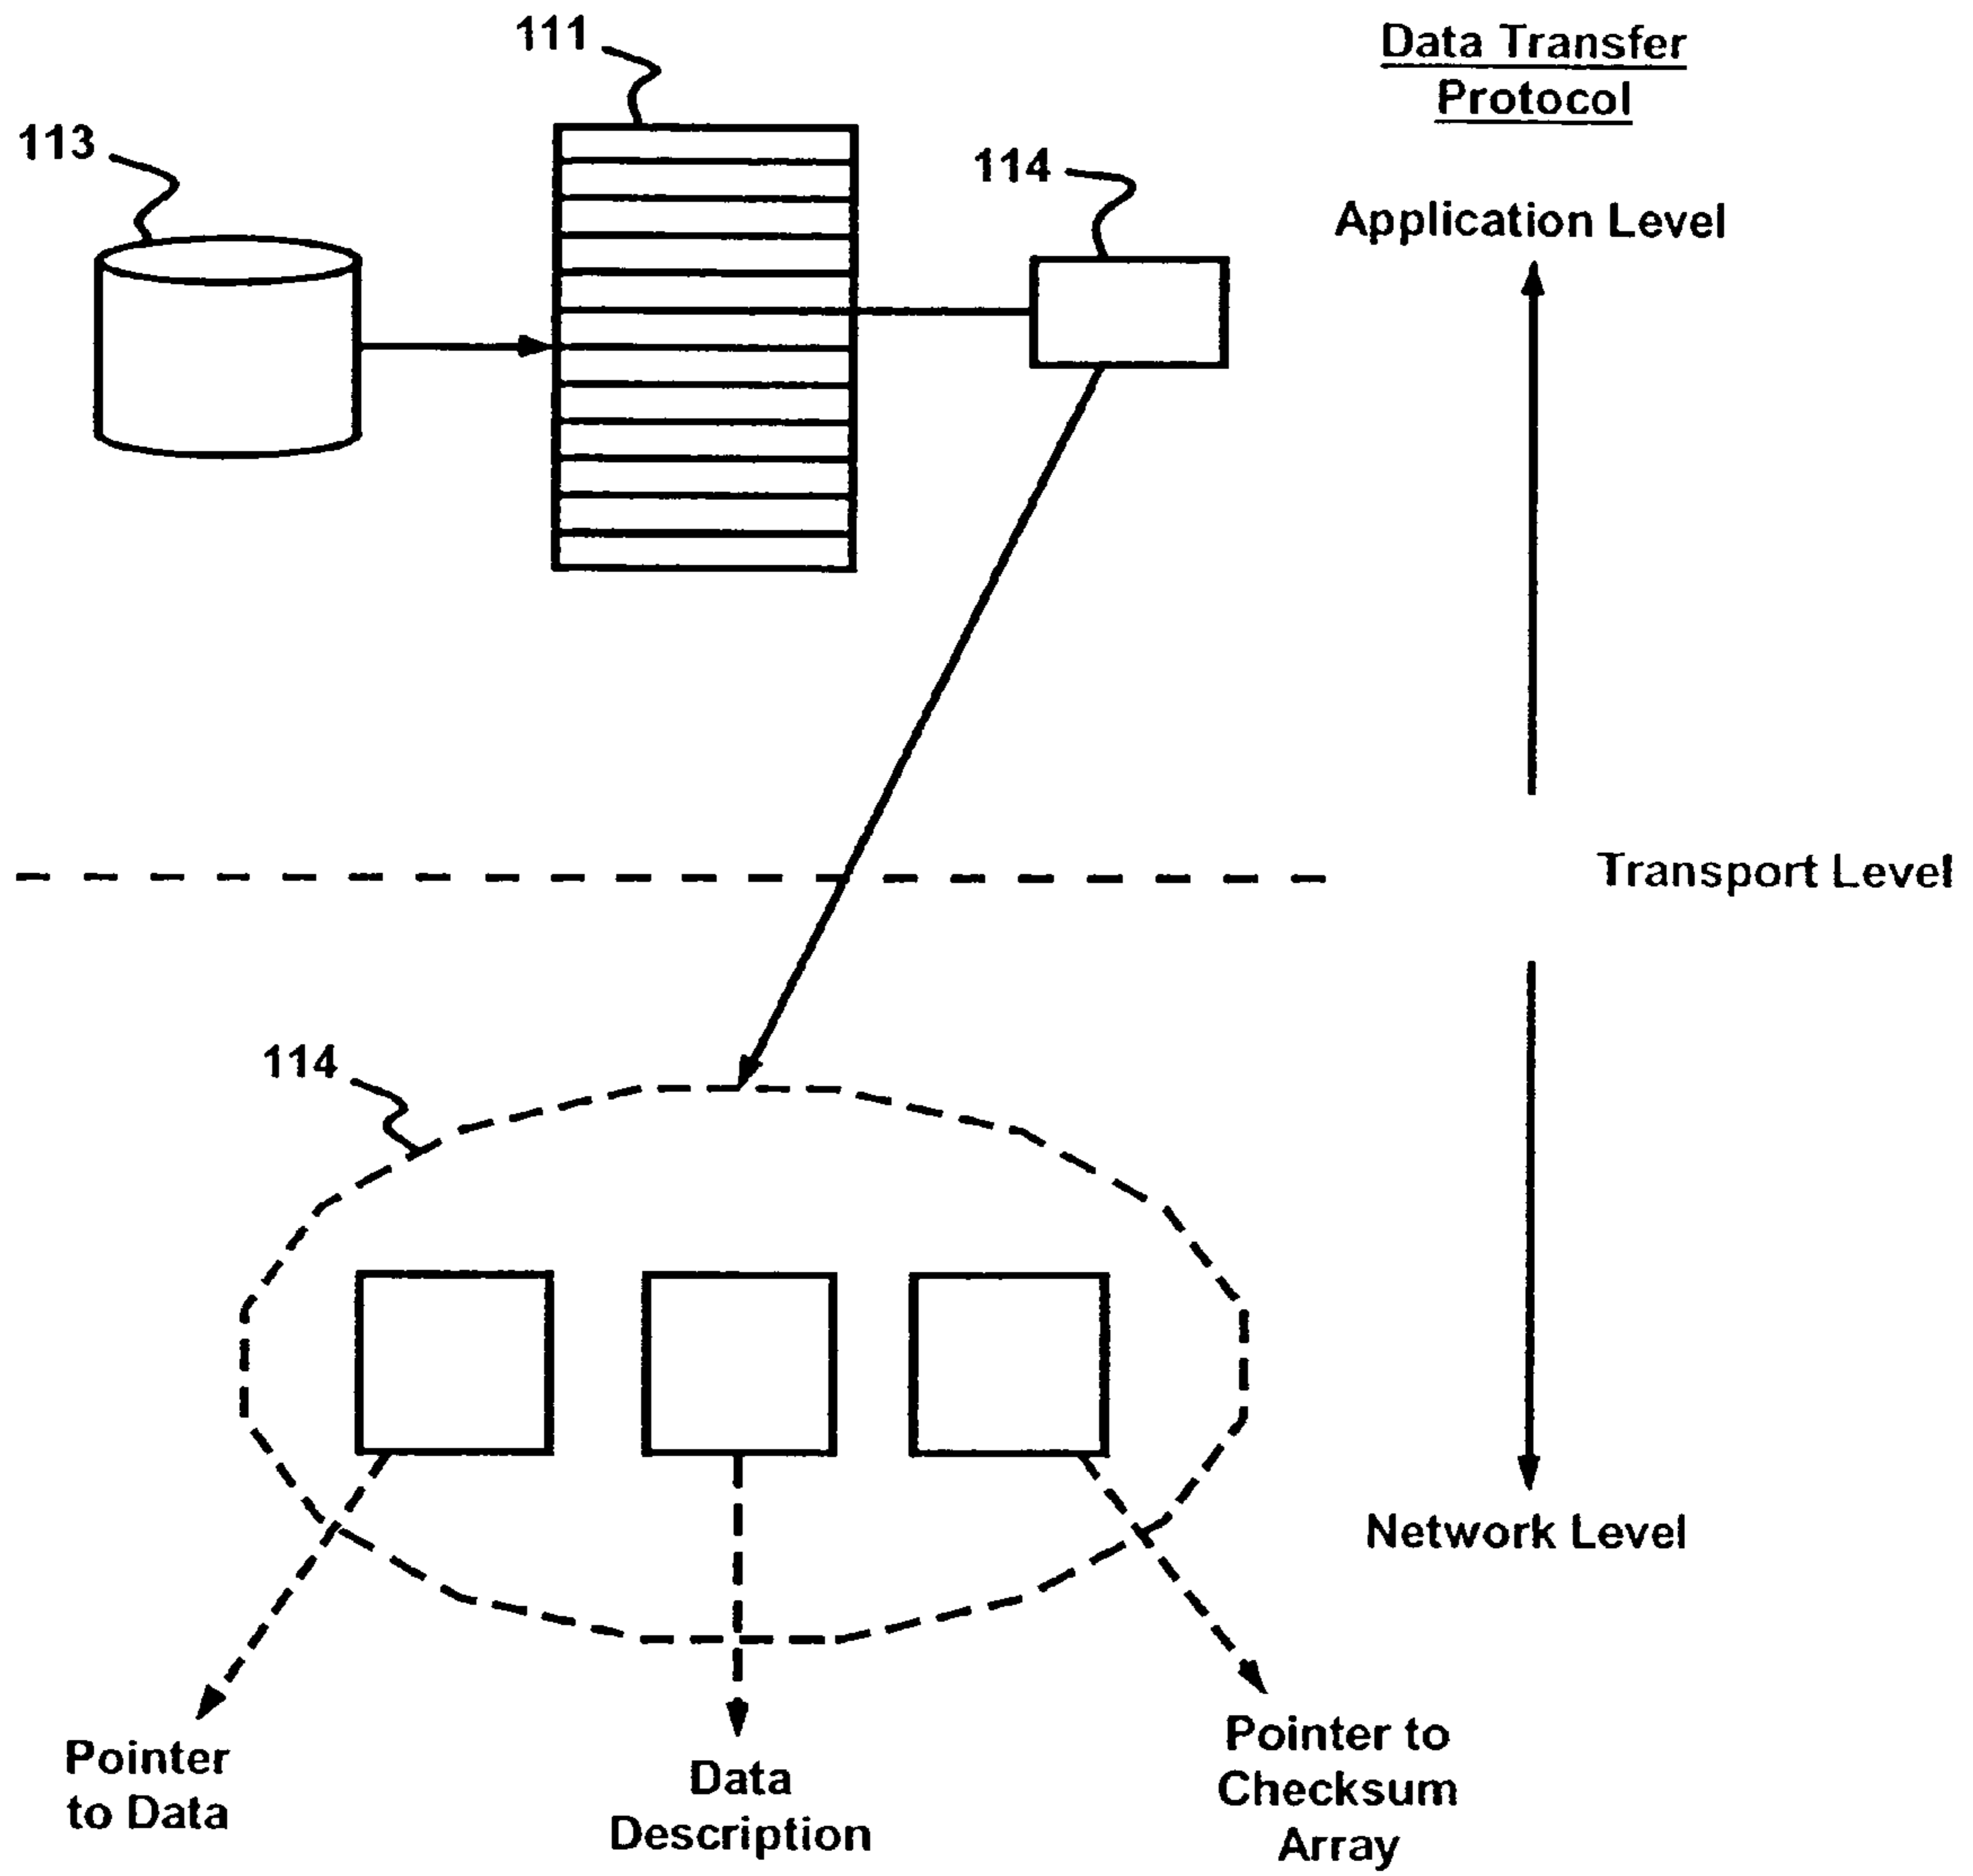 111
Data Transfer
Protocol
113
114
Application Level
Transport Level
114
Network Level
Pointer
to Data
Data
Description
Pointer to
Checksum
Array